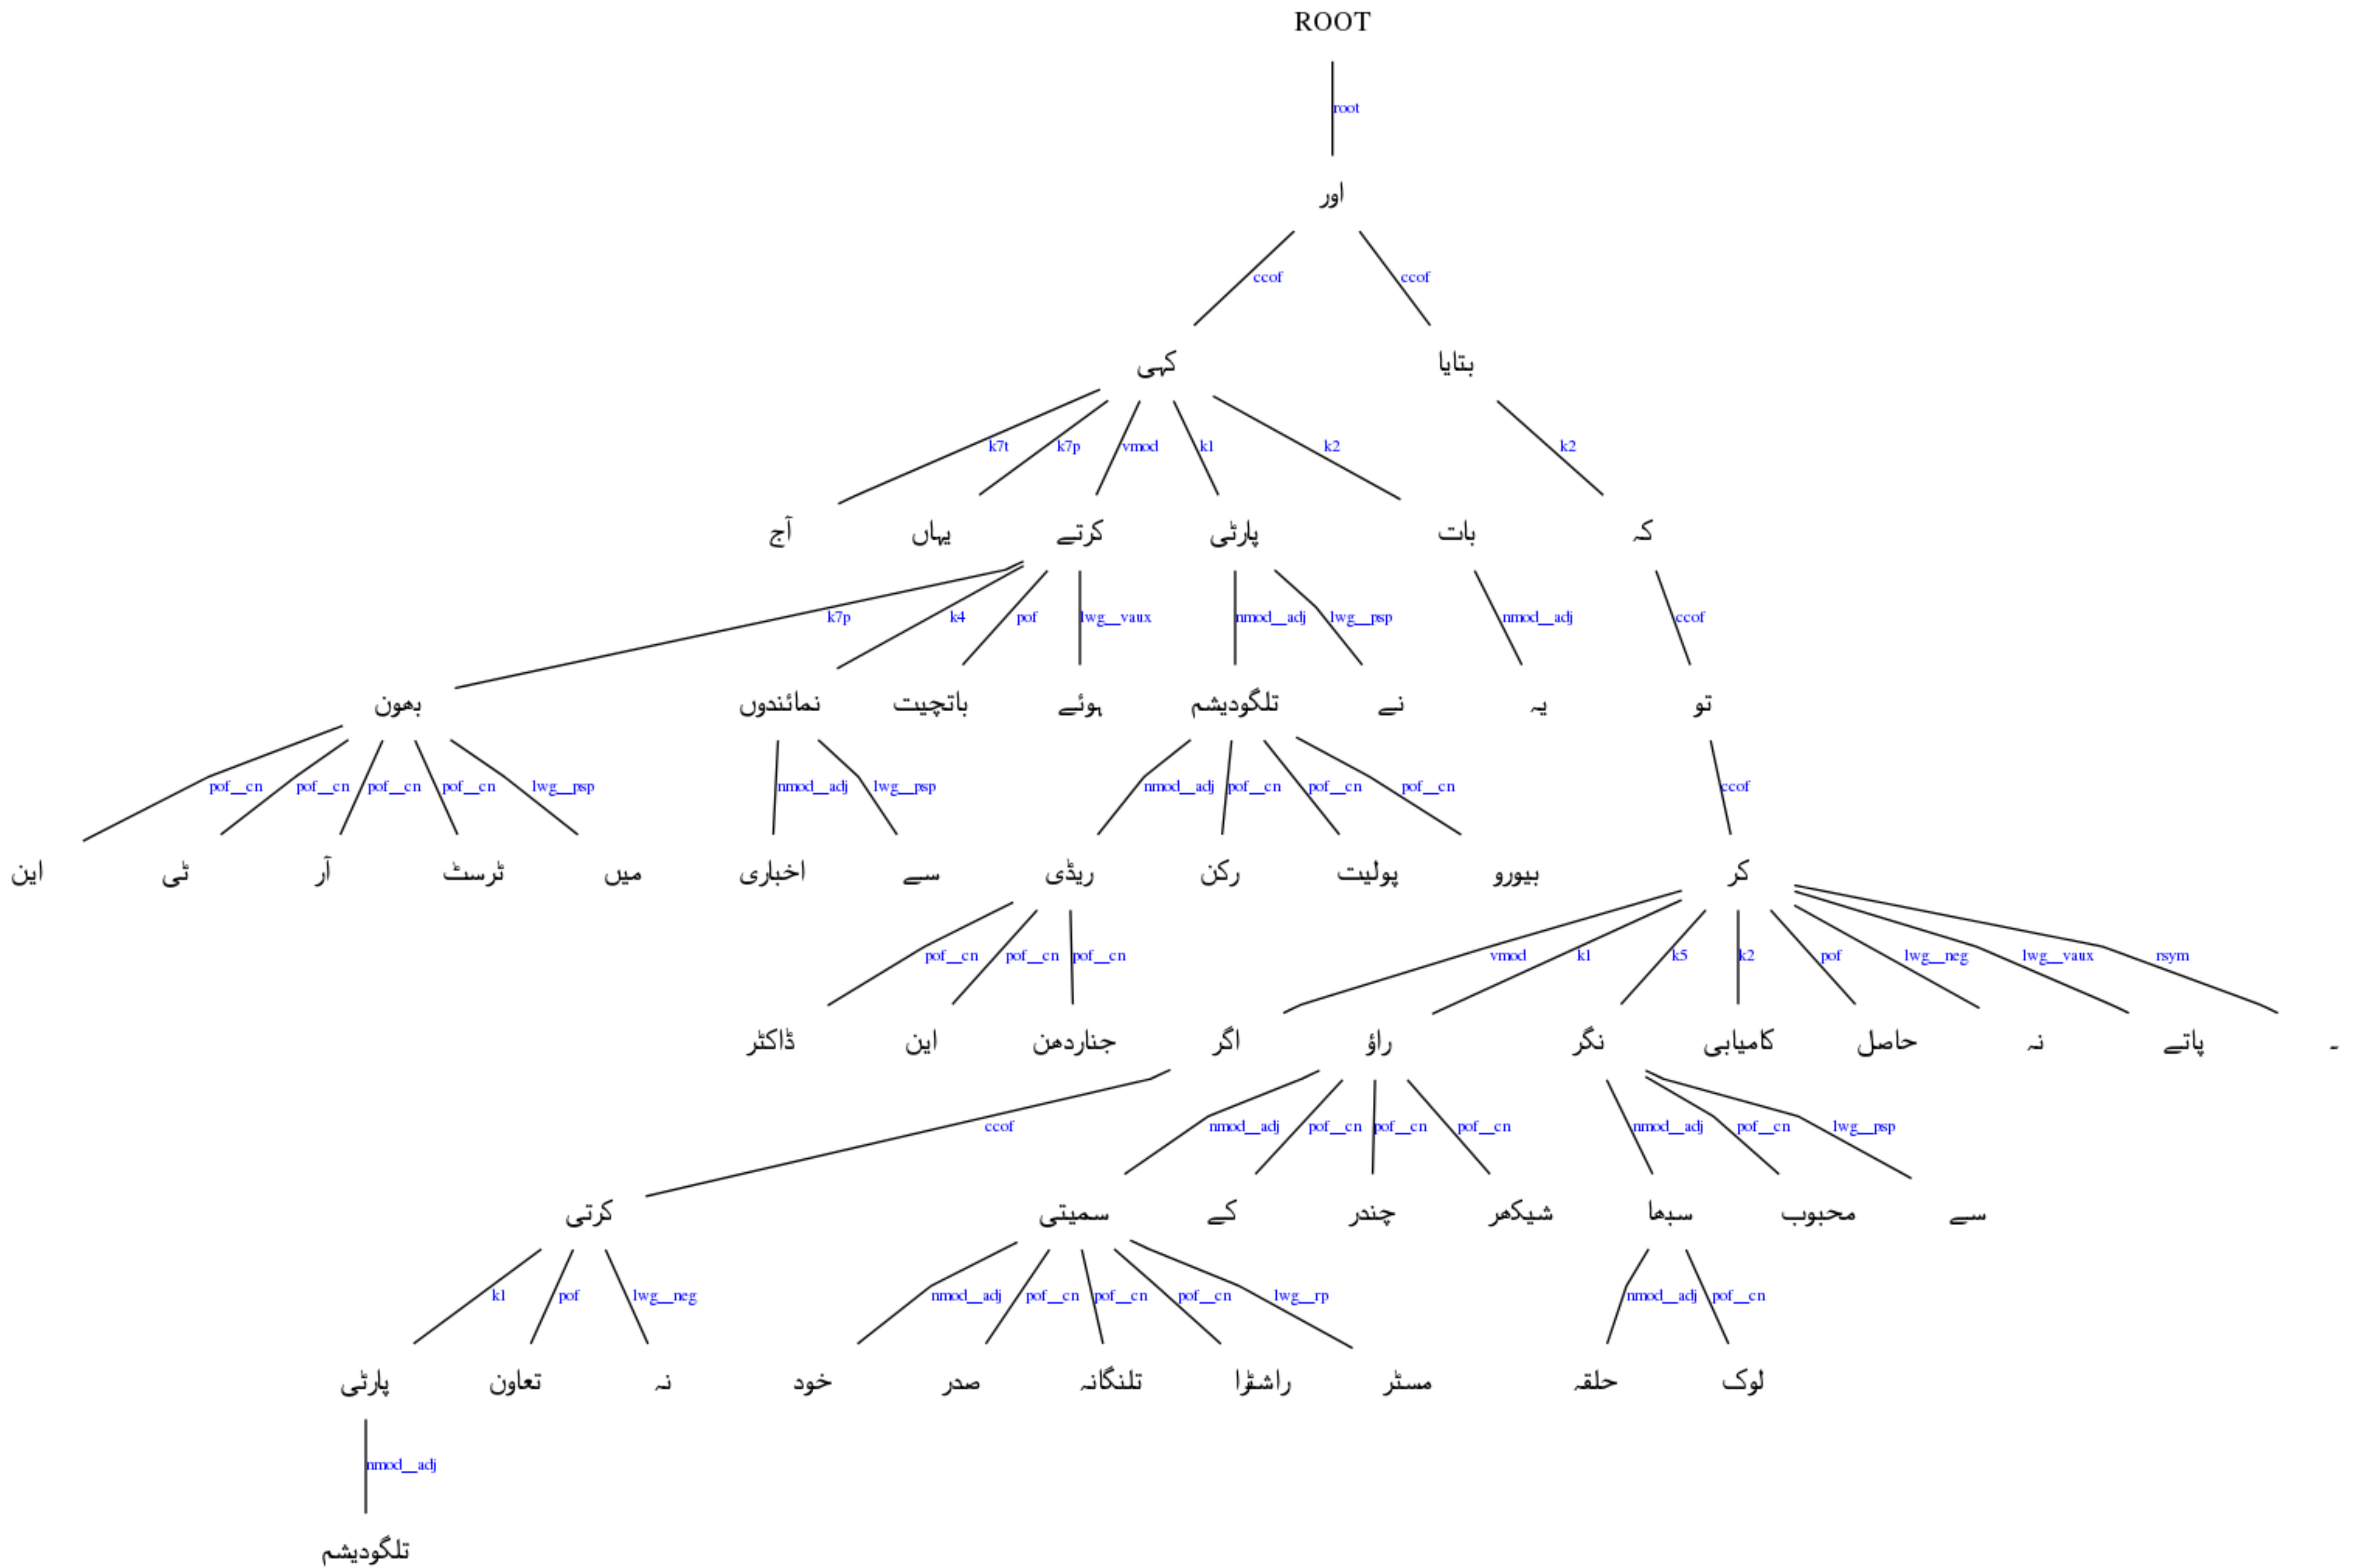 ROOT
root
اور
ccof ccof
کہی بتایا
k7t k7p vmod k1 k2 k2
آج یہاں کرتے پارٹی بات کہ
k7p k4 pof lwg__vaux nmod__adj lwg__psp nmod__adj ccof
بھون نمائندوں باتچیت ہوئے تلگودیشم نے یہ تو
pof__cn pof__cn pof__cn pof__cn lwg__psp nmod__adj lwg__psp nmod__adj pof__cn pof__cn pof__cn ccof
این ٹی آر ٹرسٹ میں اخباری سے ریڈی رکن پولیت بیورو کر
pof__cn pof__cn pof__cn vmod k1 k5 k2 pof lwg__neg lwg__vaux rsym
ڈاکٹر این جناردھن اگر راؤ نگر کامیابی حاصل نہ پاتے ۔
ccof nmod__adj pof__cn pof__cn pof__cn nmod__adj pof__cn lwg__psp
کرتی سمیتی کے چندر شیکھر سبھا محبوب سے
k1 pof lwg__neg nmod__adj pof__cn pof__cn pof__cn lwg__rp nmod__adj pof__cn
پارٹی تعاون نہ خود صدر تلنگانہ راشٹرا مسٹر حلقہ لوک
nmod__adj
تلگودیشم